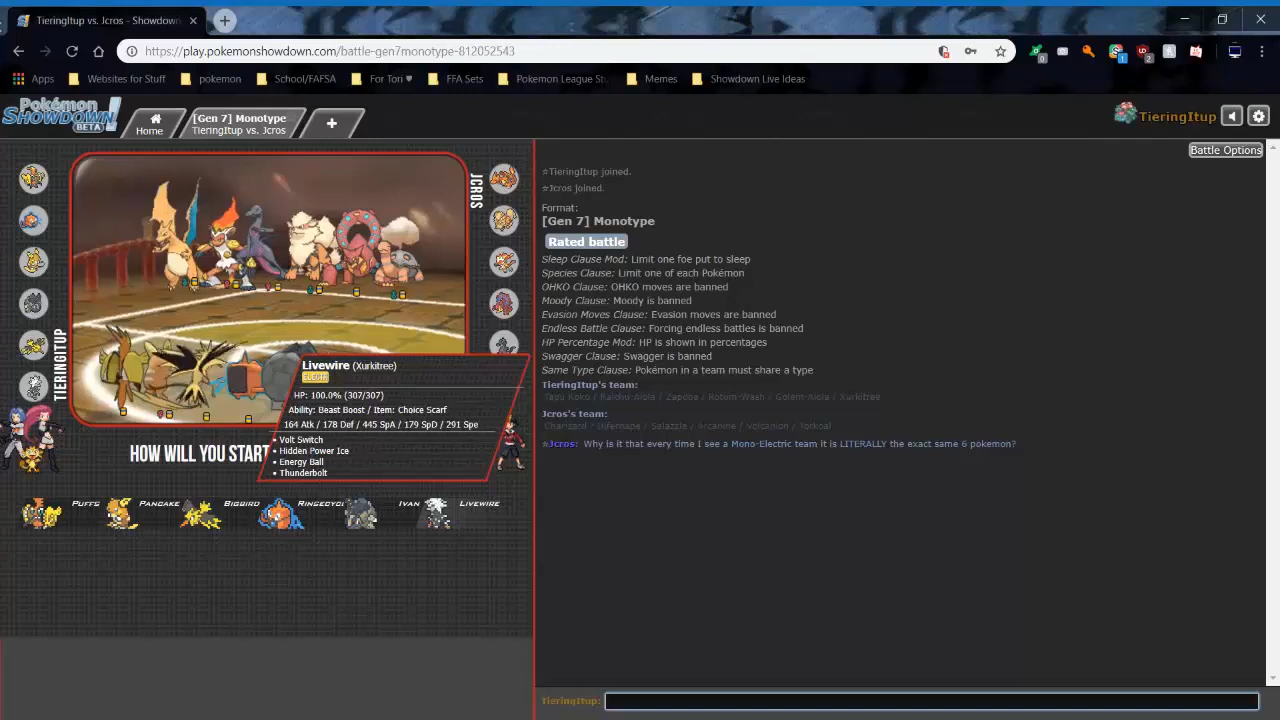 TieringItup vs. Jcros - Showdown
https://play.pokemonshowdown.com/battle-gen7monotype-812052543
Apps
Websites for Stuff
pokemon
School/FAFSA
For Tori ♥
FFA Sets
Pokemon League Stu
Memes
Showdown Live Ideas
0
1
2
Pokémon
SHOWDOWN!
BETA
Home
[Gen 7] Monotype
TieringItup vs. Jcros
TieringItup
Battle Options
JCROS
TIERINGITUP
Livewire (Xurkitree)
ELECTR
HP: 100.0% (307/307)
Ability: Beast Boost / Item: Choice Scarf
164 Atk / 178 Def / 445 SpA / 179 SpD / 291 Spe
• Volt Switch
• Hidden Power Ice
• Energy Ball
• Thunderbolt
HOW WILL YOU START
PUFFS
PANCAKE
BIGBIRD
RINSECYCL
IVAN
LIVEWIRE
☆TieringItup joined.
☆Jcros joined.
Format:
[Gen 7] Monotype
Rated battle
Sleep Clause Mod: Limit one foe put to sleep
Species Clause: Limit one of each Pokémon
OHKO Clause: OHKO moves are banned
Moody Clause: Moody is banned
Evasion Moves Clause: Evasion moves are banned
Endless Battle Clause: Forcing endless battles is banned
HP Percentage Mod: HP is shown in percentages
Swagger Clause: Swagger is banned
Same Type Clause: Pokémon in a team must share a type
TieringItup's team:
Tapu Koko / Raichu-Alola / Zapdos / Rotom-Wash / Golem-Alola / Xurkitree
Jcros's team:
Charizard / Infernape / Salazzle / Arcanine / Volcanion / Torkoal
☆Jcros: Why is it that every time I see a Mono-Electric team it is LITERALLY the exact same 6 pokemon?
TieringItup: